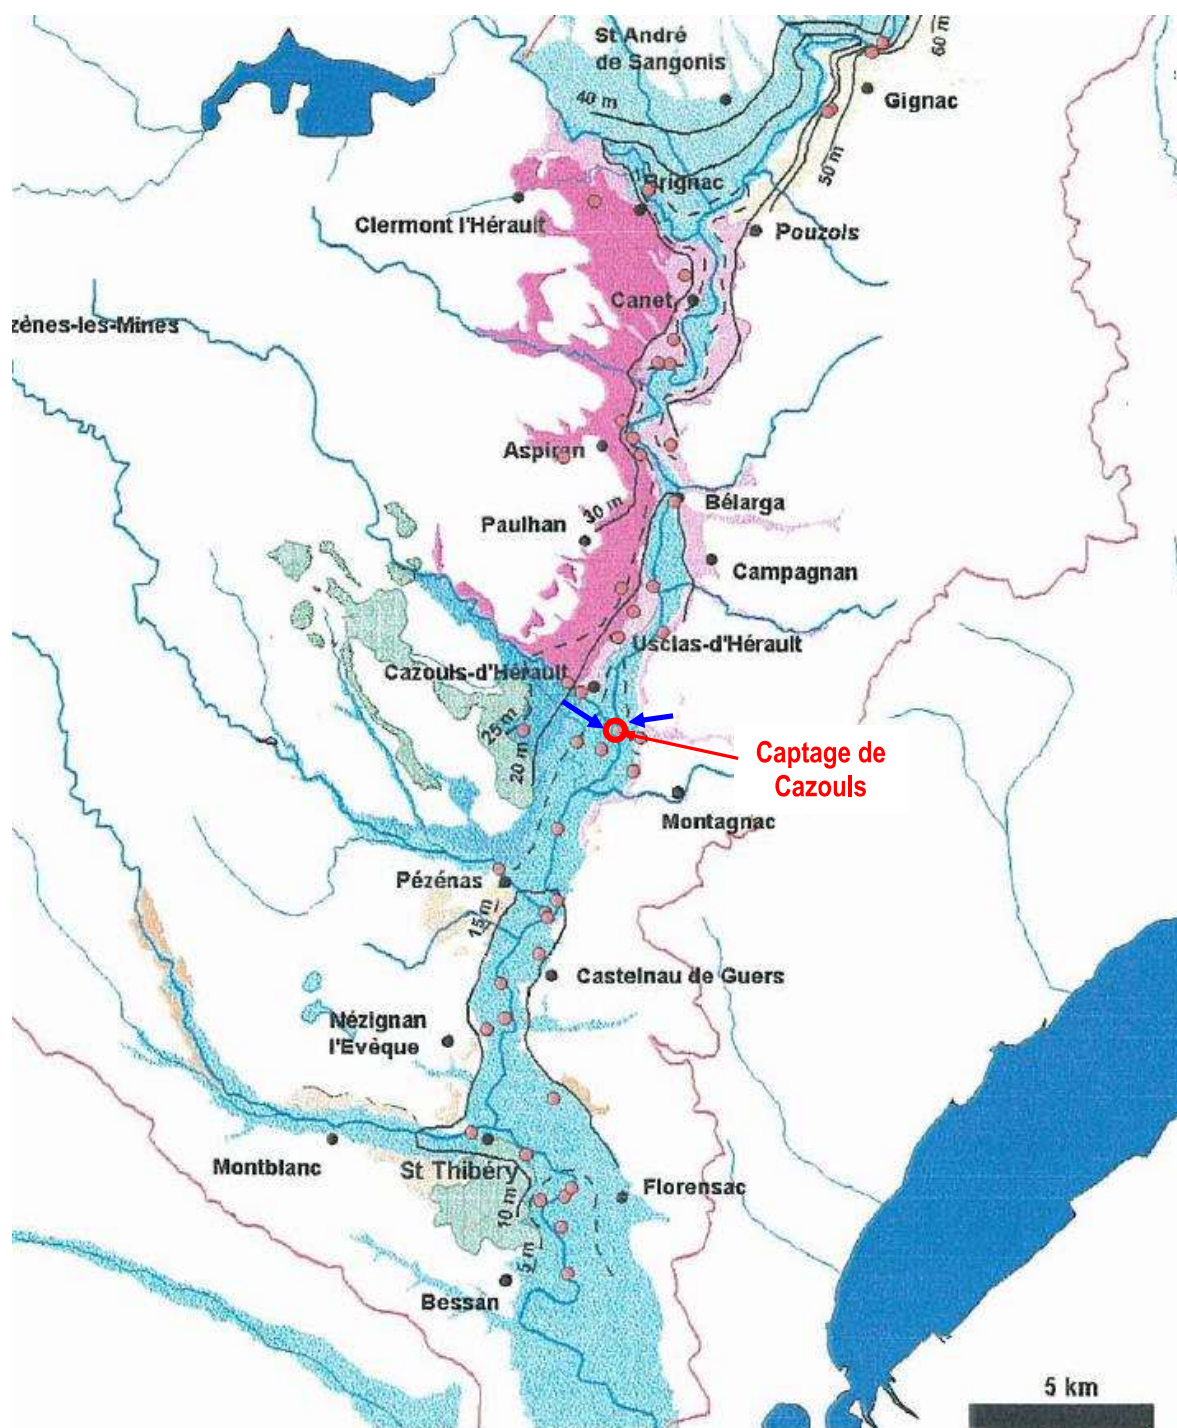 St André
de Sangonis
60 m
40 m
Gignac
50 m
Brignac
Clermont l'Hérault
Pouzols
Canet
zènes-les-Mines
Aspiran
30 m
Bélarga
Paulhan
Campagnan
Usclas-d'Hérault
Cazouls-d'Hérault
25 m
20 m
Captage de
Cazouls
Montagnac
Pézénas
15 m
Castelnau de Guers
Nézignan
l'Evèque
Montblanc
St Thibéry
Florensac
10 m
5 m
Bessan
5 km